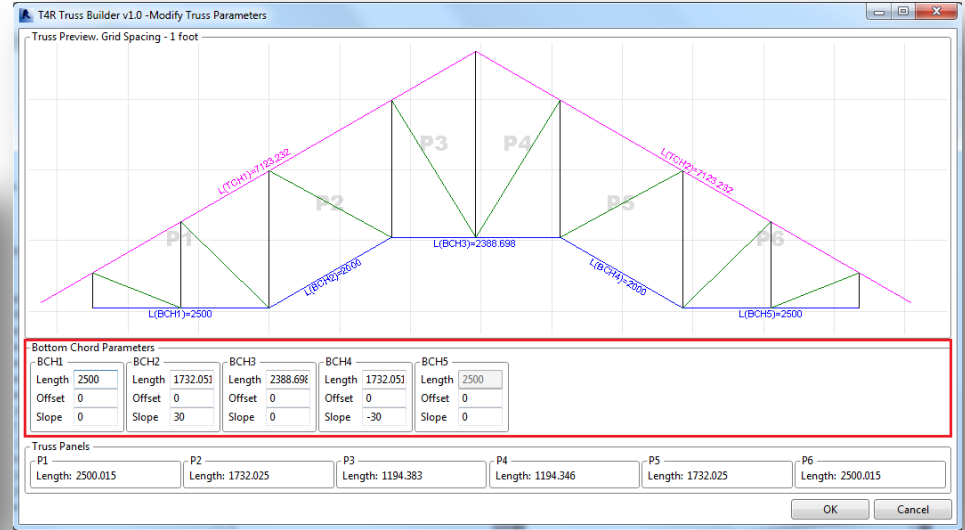 T4R Truss Builder v1.0 -Modify Truss Parameters
Truss Preview. Grid Spacing - 1 foot
P3 P4
L(TCH1)=7123.232 L(TCH2)=7123.232
P2 P5
P1 P6
L(BCH3)=2388.698
L(BCH2)=2000 L(BCH4)=2000
L(BCH1)=2500 L(BCH5)=2500
Bottom Chord Parameters
BCH1 BCH2 BCH3 BCH4 BCH5
Length 2500 Length 1732.051 Length 2388.698 Length 1732.051 Length 2500
Offset 0 Offset 0 Offset 0 Offset 0 Offset 0
Slope 0 Slope 30 Slope 0 Slope -30 Slope 0
Truss Panels
P1 P2 P3 P4 P5 P6
Length: 2500.015 Length: 1732.025 Length: 1194.383 Length: 1194.346 Length: 1732.025 Length: 2500.015
OK Cancel